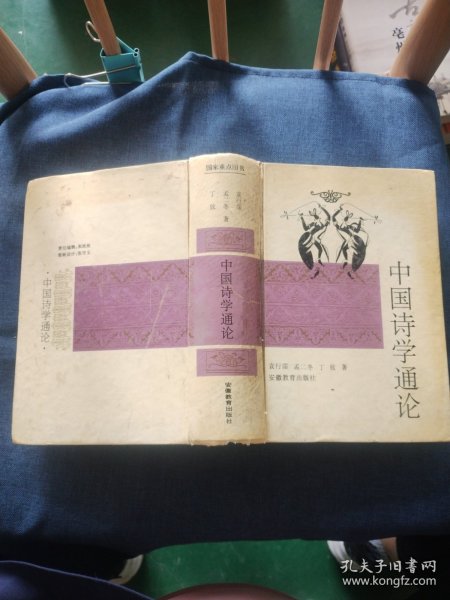 中国诗学通论
袁行霈 孟二冬 丁放 著
安徽教育出版社
国家重点图书
袁行霈
孟二冬 著
丁放
中国诗学通论
安徽教育出版社
·中国诗学通论·
孔夫子旧书网
www.kongfz.com